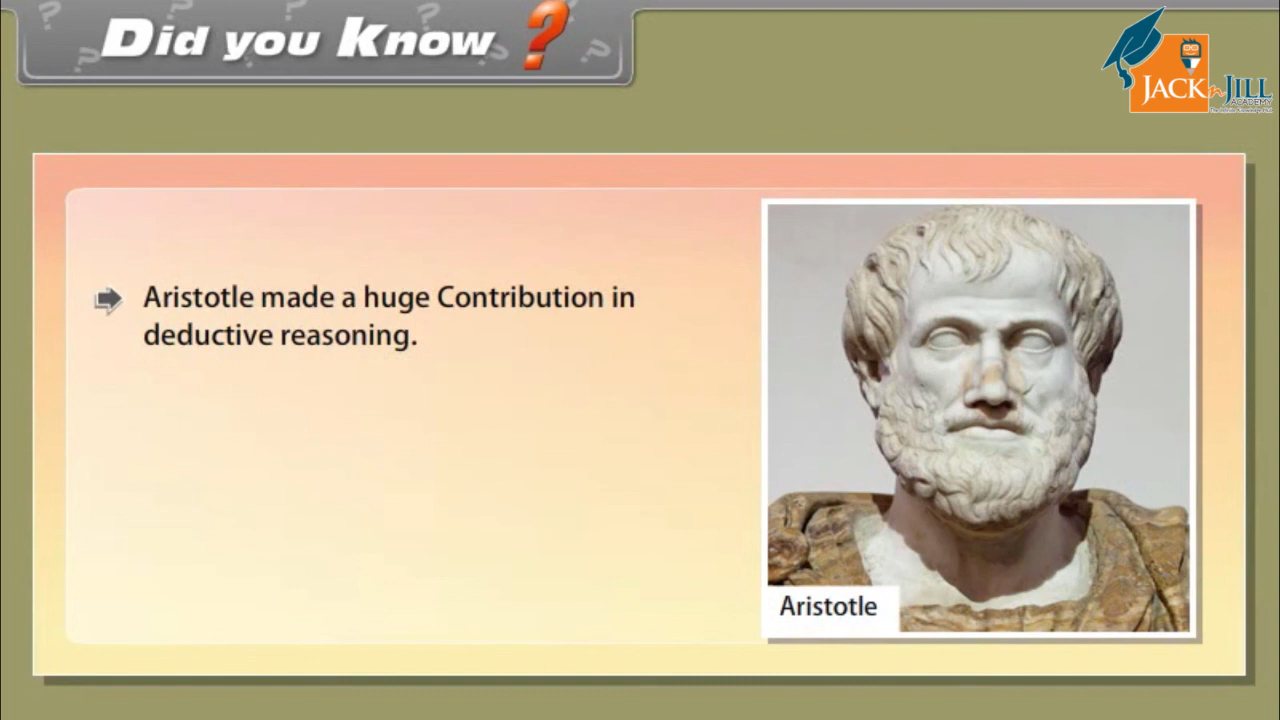 Did you Know ?
JACK n JILL
ACADEMY
Aristotle made a huge Contribution in
deductive reasoning.
Aristotle